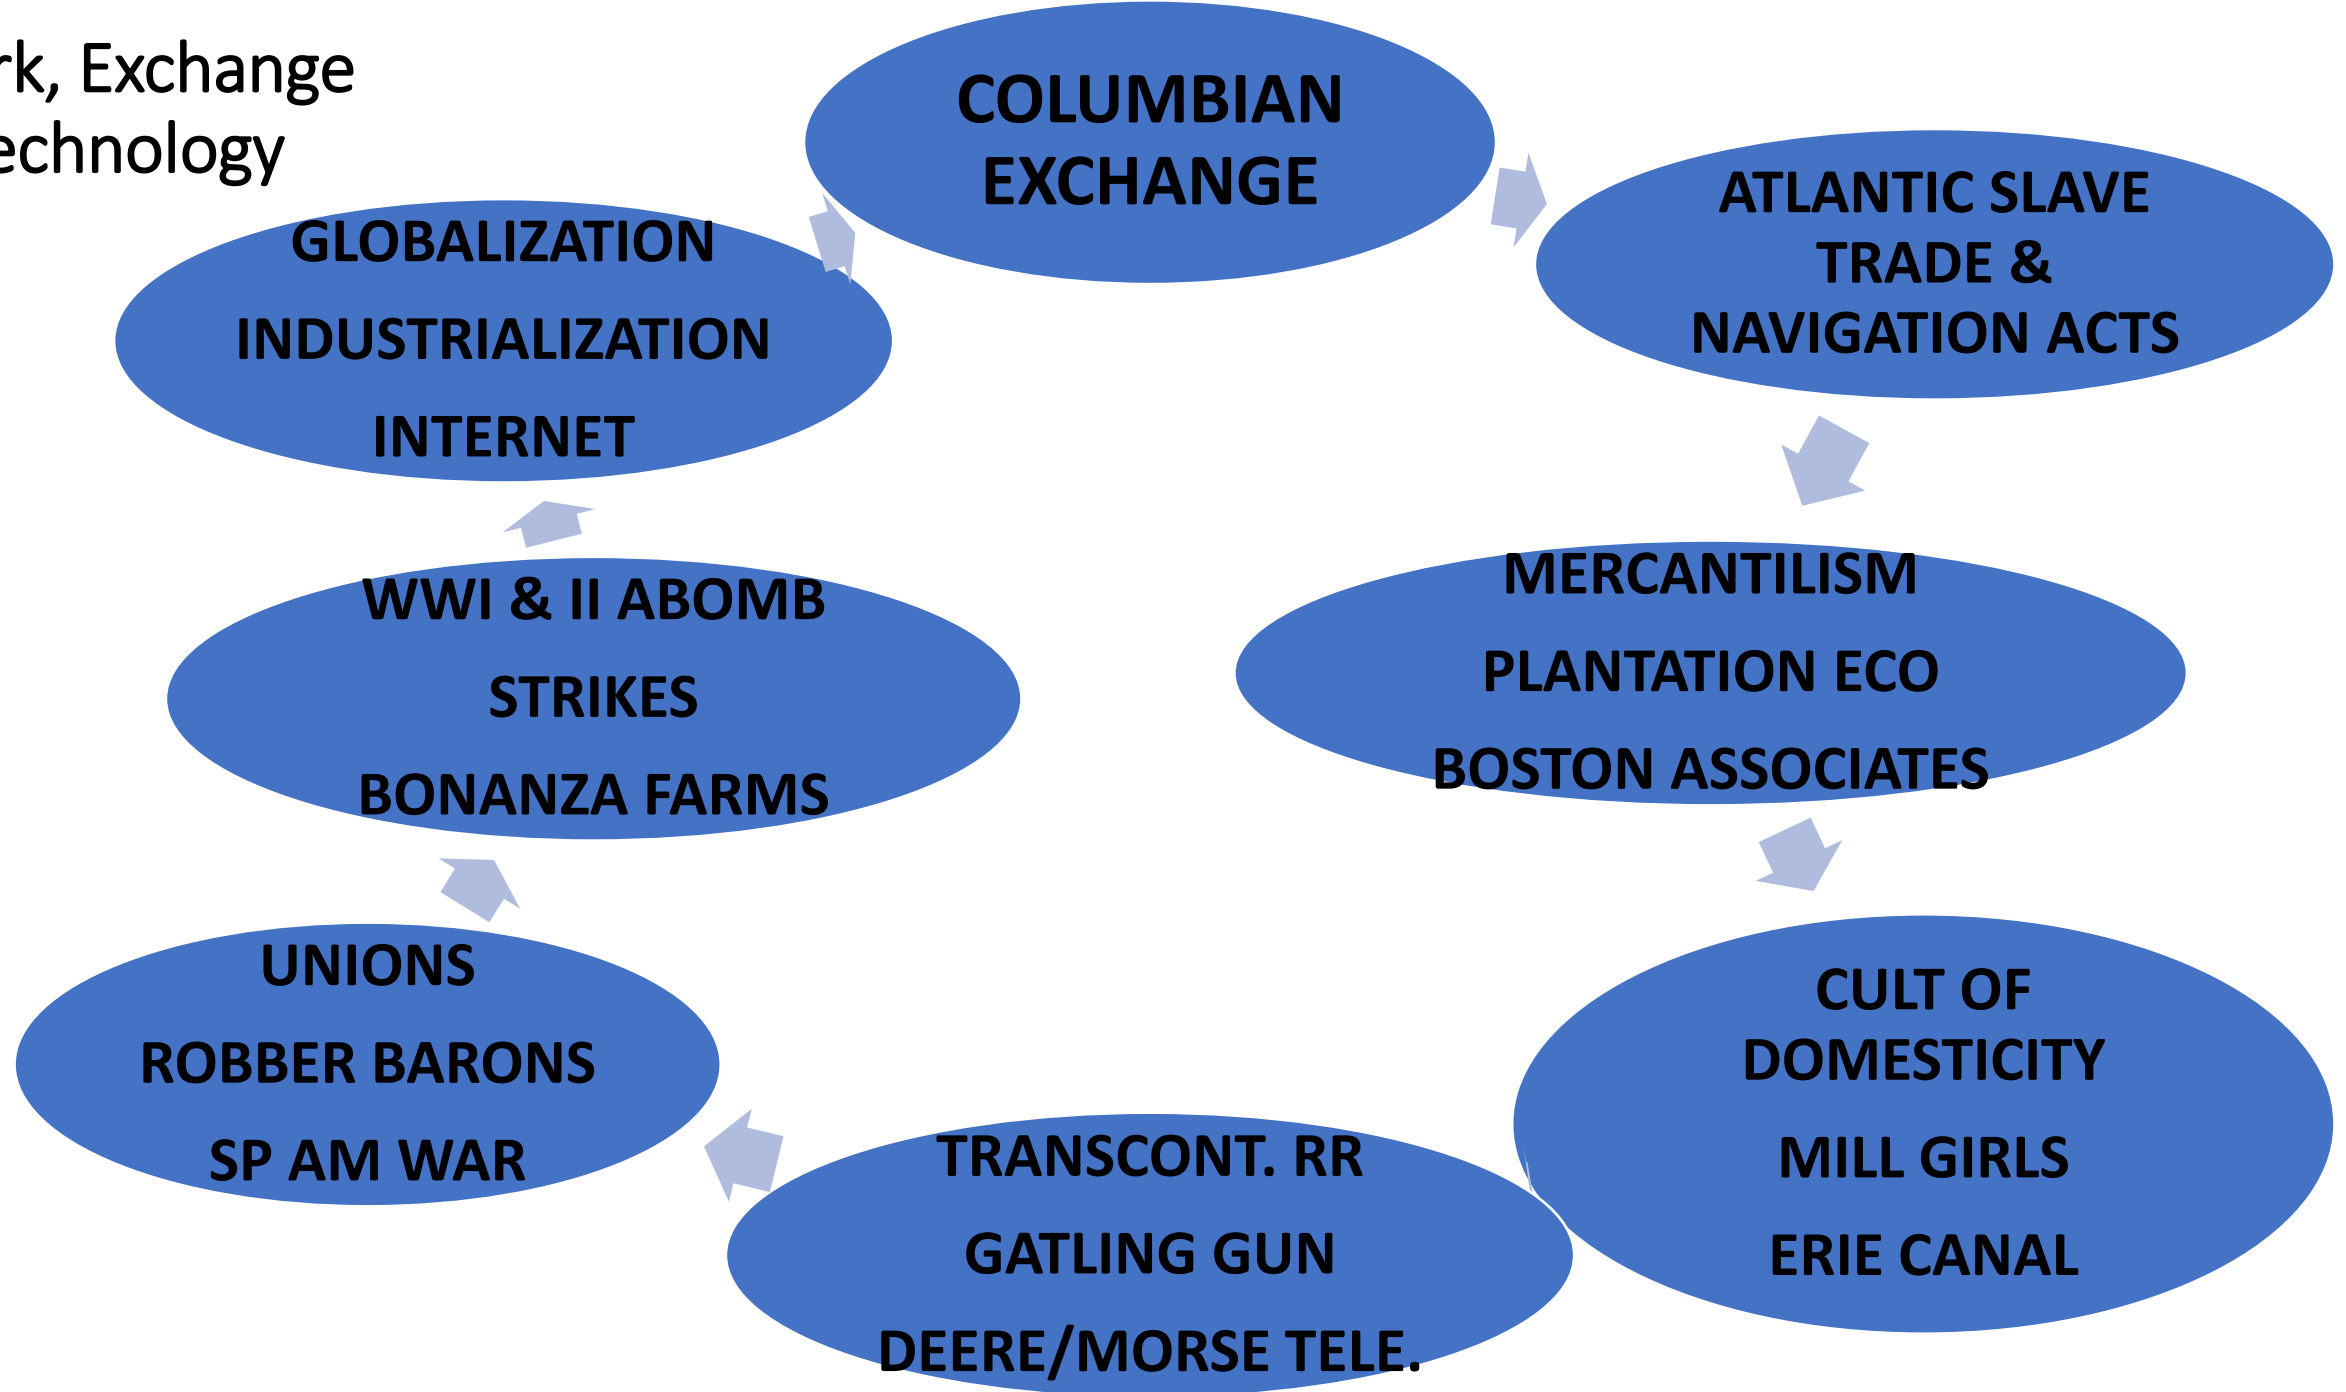 rk, Exchange
echnology
COLUMBIAN
EXCHANGE
ATLANTIC SLAVE
TRADE &
NAVIGATION ACTS
MERCANTILISM
PLANTATION ECO
BOSTON ASSOCIATES
CULT OF
DOMESTICITY
MILL GIRLS
ERIE CANAL
TRANSCONT. RR
GATLING GUN
DEERE/MORSE TELE.
UNIONS
ROBBER BARONS
SP AM WAR
WWI & II ABOMB
STRIKES
BONANZA FARMS
GLOBALIZATION
INDUSTRIALIZATION
INTERNET